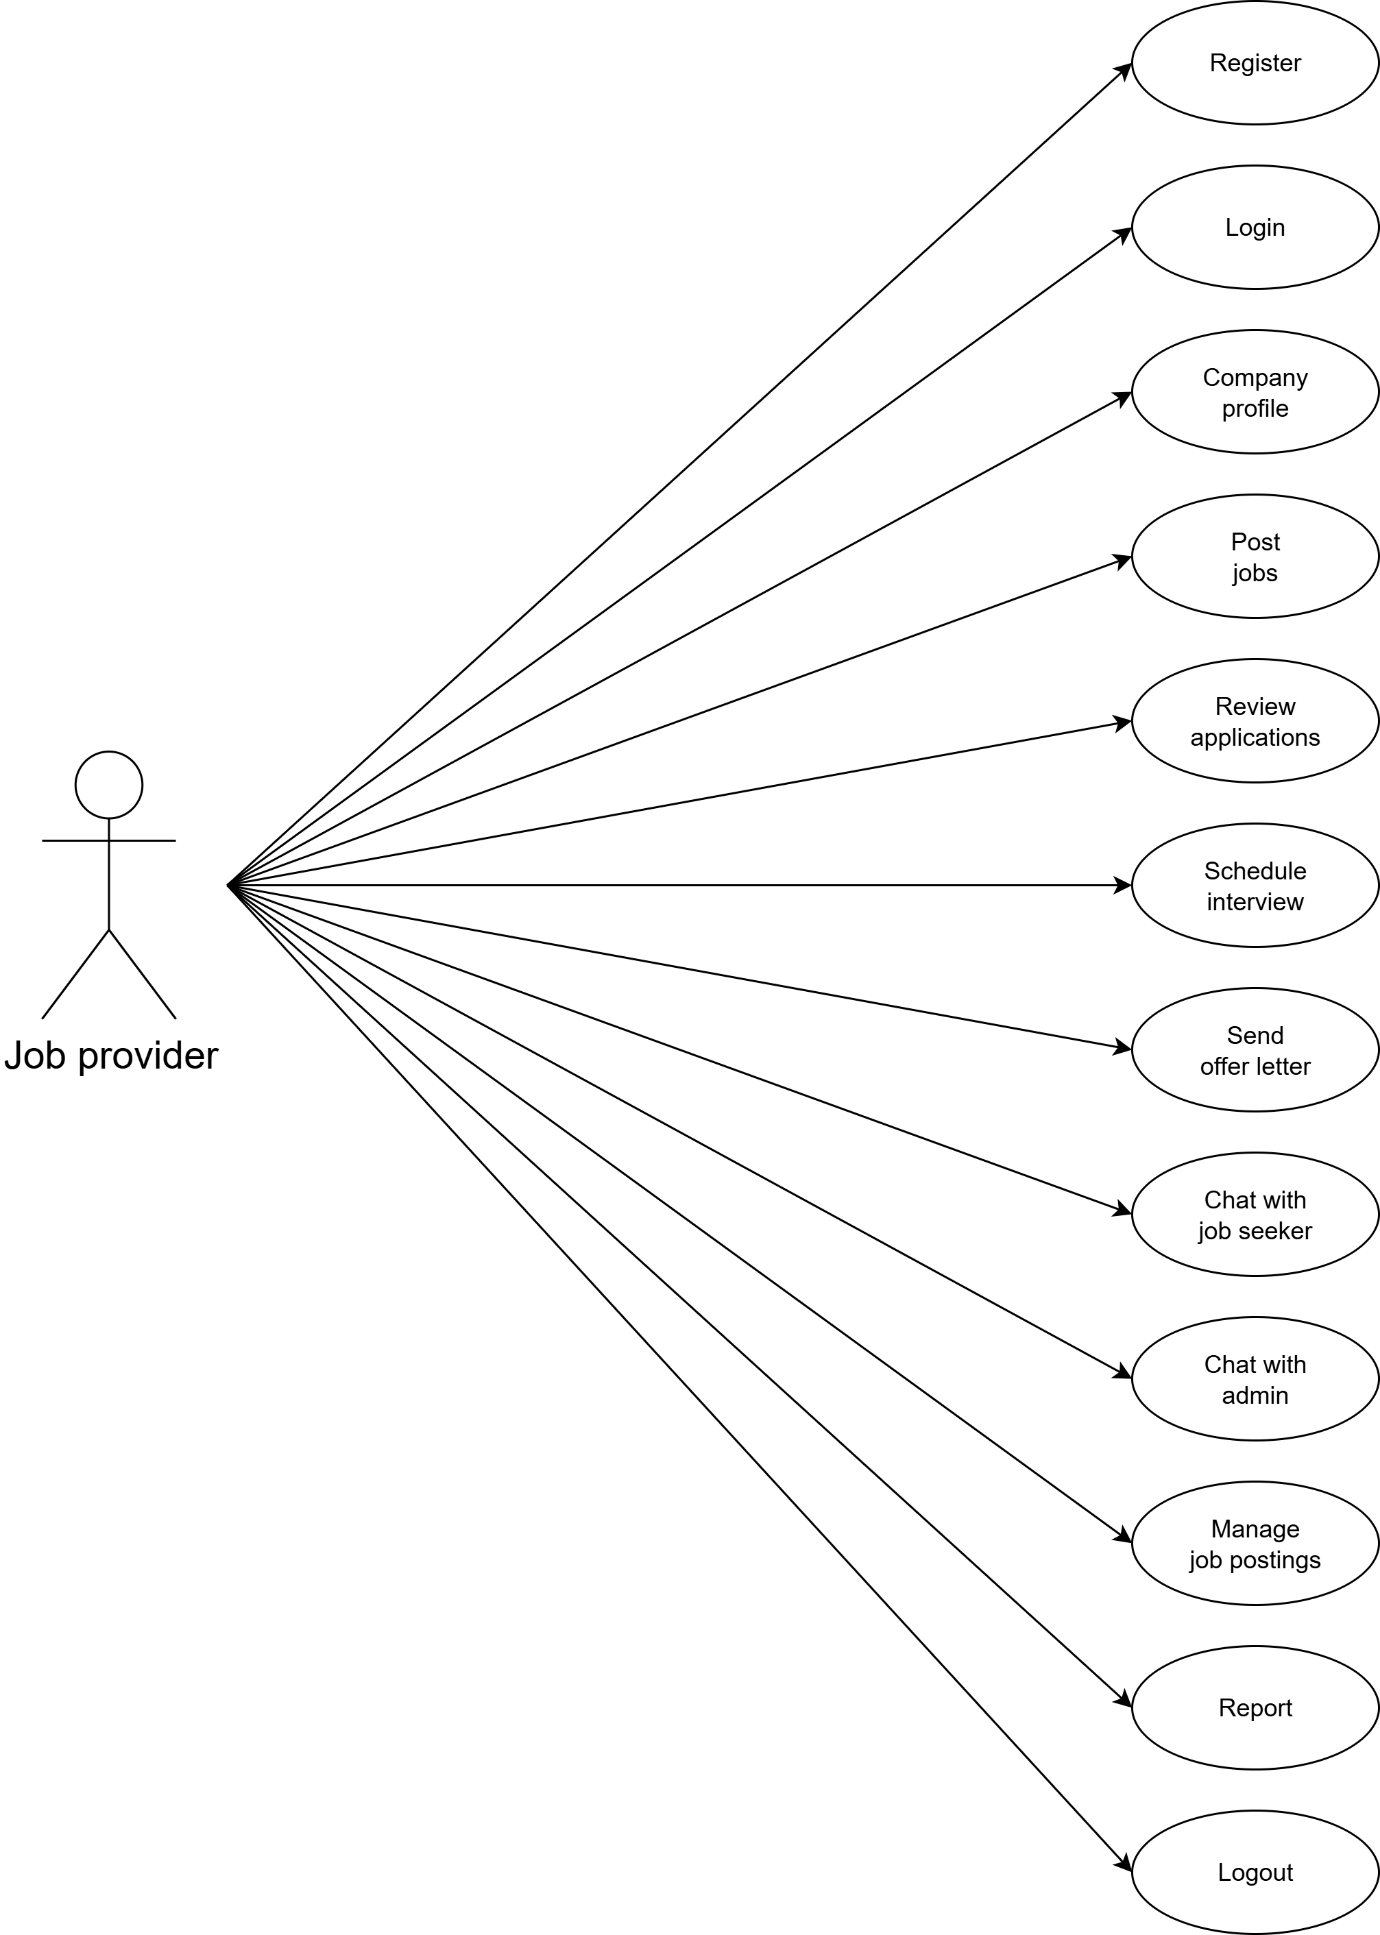 Register
Login
Company
profile
Post
jobs
Review
applications
Schedule
interview
Job provider
Send
offer letter
Chat with
job seeker
Chat with
admin
Manage
job postings
Report
Logout